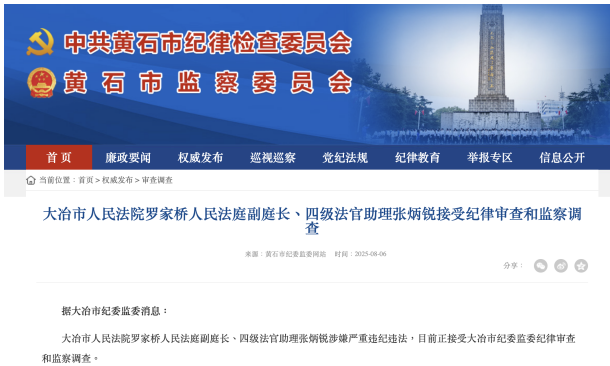 中共黄石市纪律检查委员会
黄石市监察委员会
首 页 廉政要闻 权威发布 巡视巡察 党纪法规 纪律教育 举报专区 信息公开
当前位置：首页 > 权威发布 > 审查调查
大冶市人民法院罗家桥人民法庭副庭长、四级法官助理张炳锐接受纪律审查和监察调
查
来源：黄石市纪委监委网站 时间：2025-08-06
分享：
据大冶市纪委监委消息：
大冶市人民法院罗家桥人民法庭副庭长、四级法官助理张炳锐涉嫌严重违纪违法，目前正接受大冶市纪委监委纪律审查
和监察调查。